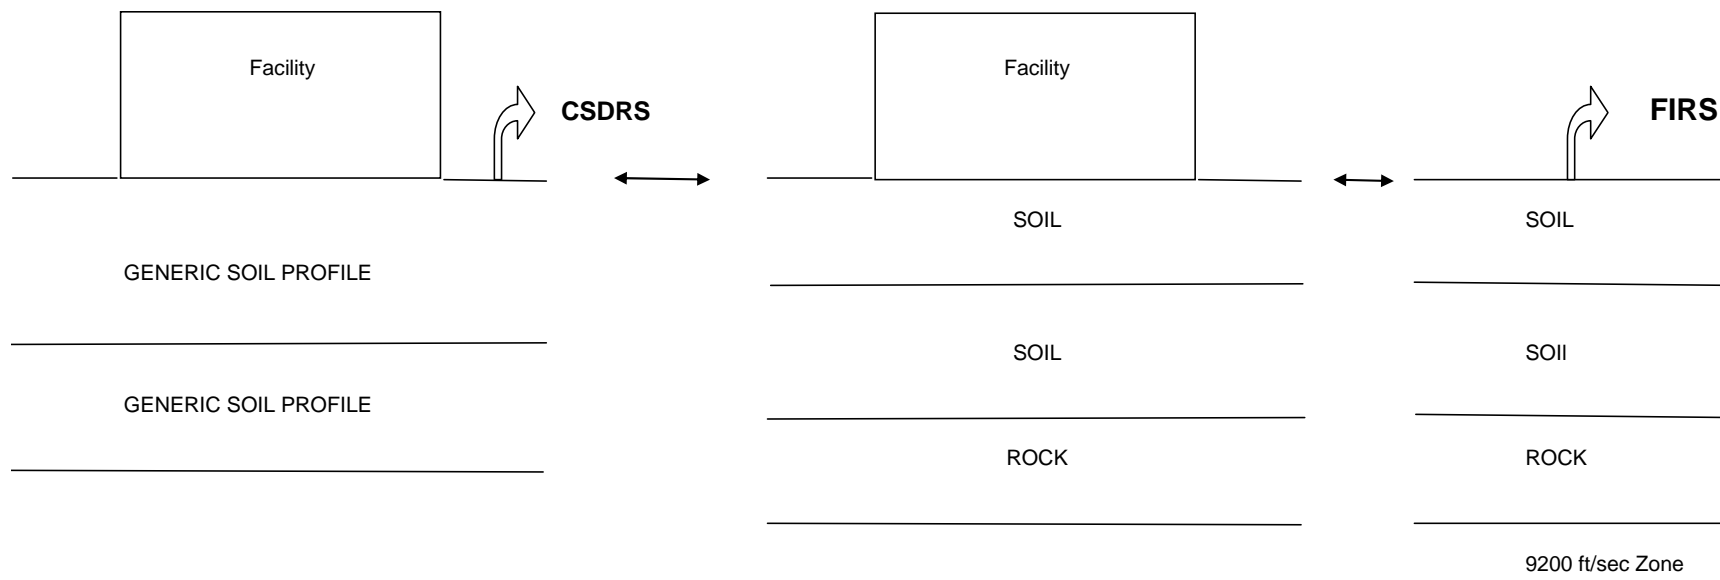 Facility
CSDRS
GENERIC SOIL PROFILE
GENERIC SOIL PROFILE
Facility
SOIL
SOIL
ROCK
FIRS
SOIL
SOIl
ROCK
9200 ft/sec Zone